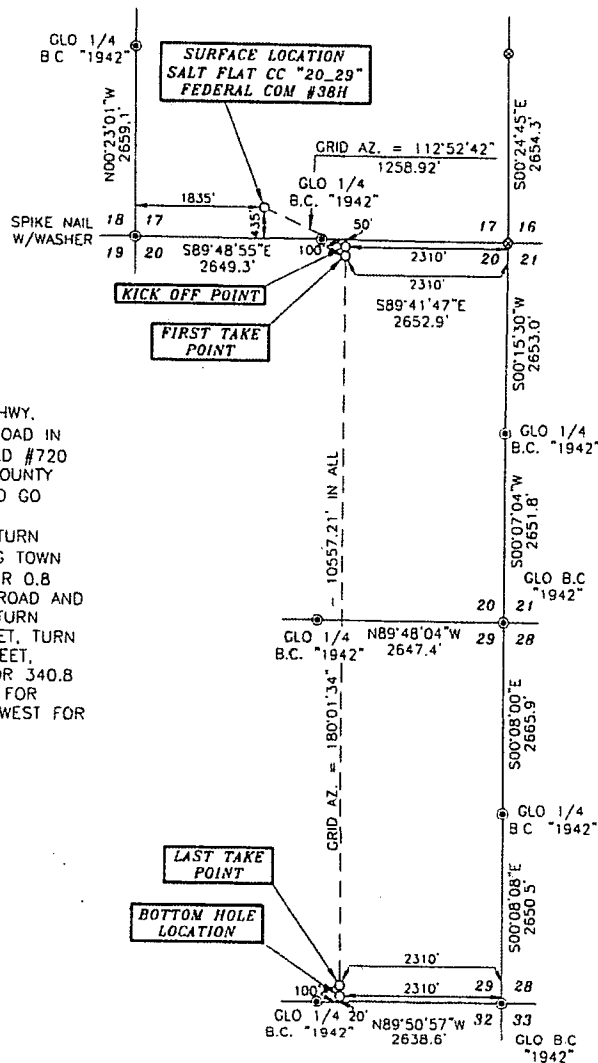 GLO 1/4
B.C "1942"
SURFACE LOCATION
SALT FLAT CC "20_29"
FEDERAL COM #38H
N00°23'01"W
2659.1'
GRID AZ. = 112°52'42"
1258.92'
S00°24'45"E
2654.3'
1835'
435'
GLO 1/4
B.C. "1942"
50'
SPIKE NAIL
W/WASHER
18 17
19 20
S89°48'55"E
2649.3'
100'
17 16
20 21
2310'
2310'
KICK OFF POINT
S89°41'47"E
2652.9'
FIRST TAKE
POINT
S00°15'30"W
2653.0'
HWY,
OAD IN
D #720
OUNTY
D GO
TURN
G TOWN
R 0.8
ROAD AND
TURN
ET, TURN
EET,
OR 340.8
FOR
WEST FOR
GLO 1/4
B.C. "1942"
10557.21' IN ALL
S00°07'04"W
2651.8'
GLO B.C
"1942"
20 21
29 28
GLO 1/4
B.C. "1942"
N89°48'04"W
2647.4'
GRID AZ. = 180°01'34"
S00°08'00"E
2665.9'
GLO 1/4
B C "1942"
S00°08'08"E
2650.5'
LAST TAKE
POINT
BOTTOM HOLE
LOCATION
2310'
2310'
100'
20'
29 28
32 33
GLO 1/4
B.C. "1942"
N89°50'57"W
2638.6'
GLO B.C
"1942"